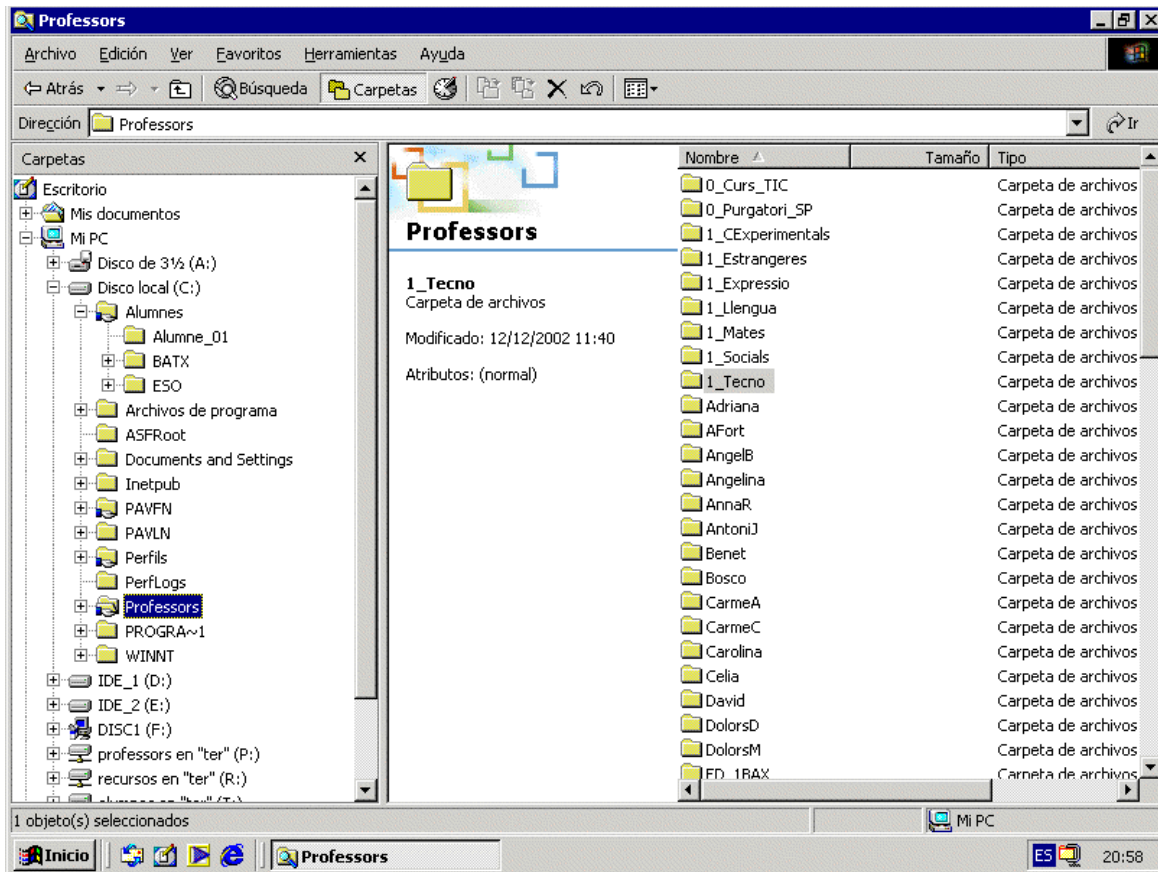 Professors
Archivo Edición Ver Favoritos Herramientas Ayuda
Atrás Búsqueda Carpetas
Dirección Professors Ir
Carpetas
Escritorio
Mis documentos
Mi PC
Disco de 3½ (A:)
Disco local (C:)
Alumnes
Alumne_01
BATX
ESO
Archivos de programa
ASFRoot
Documents and Settings
Inetpub
PAVFN
PAVLN
Perfils
PerfLogs
Professors
PROGRA~1
WINNT
IDE_1 (D:)
IDE_2 (E:)
DISC1 (F:)
professors en "ter" (P:)
recursos en "ter" (R:)
Professors
1_Tecno
Carpeta de archivos
Modificado: 12/12/2002 11:40
Atributos: (normal)
Nombre Tamaño Tipo
0_Curs_TIC Carpeta de archivos
0_Purgatori_SP Carpeta de archivos
1_CExperimentals Carpeta de archivos
1_Estrangeres Carpeta de archivos
1_Expressio Carpeta de archivos
1_Llengua Carpeta de archivos
1_Mates Carpeta de archivos
1_Socials Carpeta de archivos
1_Tecno Carpeta de archivos
Adriana Carpeta de archivos
AFort Carpeta de archivos
AngelB Carpeta de archivos
Angelina Carpeta de archivos
AnnaR Carpeta de archivos
AntoniJ Carpeta de archivos
Benet Carpeta de archivos
Bosco Carpeta de archivos
CarmeA Carpeta de archivos
CarmeC Carpeta de archivos
Carolina Carpeta de archivos
Celia Carpeta de archivos
David Carpeta de archivos
DolorsD Carpeta de archivos
DolorsM Carpeta de archivos
Carpeta de archivos
1 objeto(s) seleccionados Mi PC
Inicio Professors ES 20:58